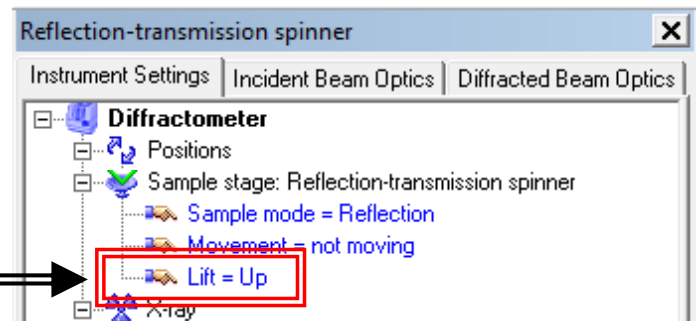 Reflection-transmission spinner
Instrument Settings Incident Beam Optics Diffracted Beam Optics
Diffractometer
Positions
Sample stage: Reflection-transmission spinner
Sample mode = Reflection
Movement = not moving
Lift = Up
X-ray